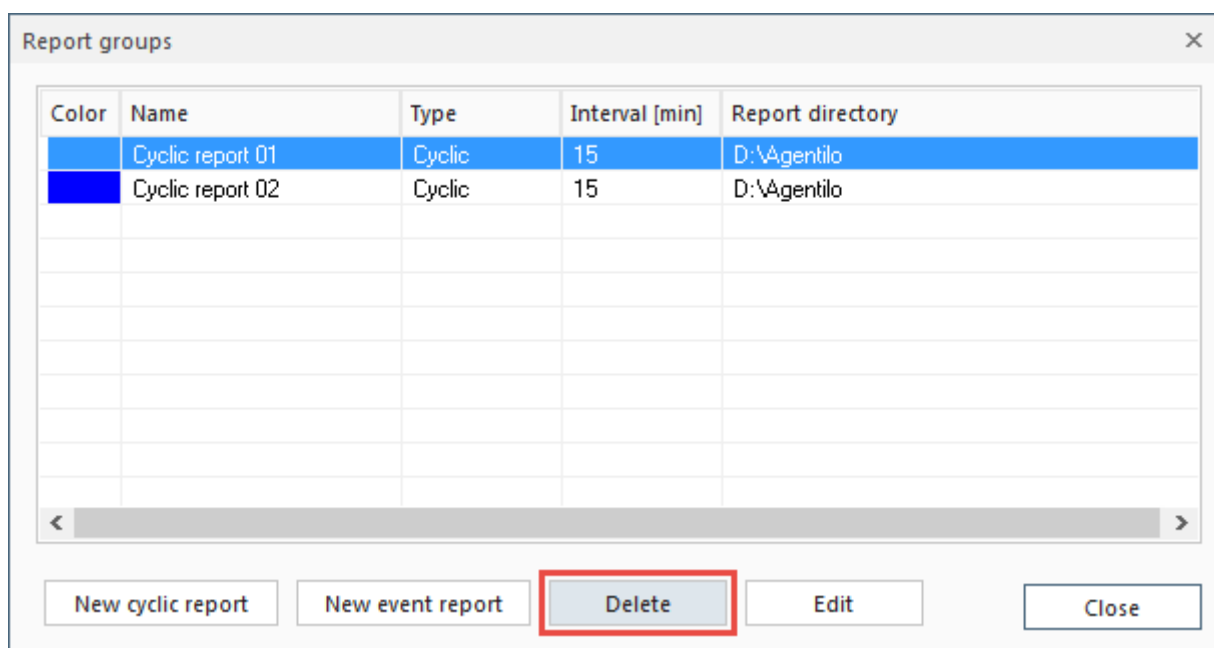 Report groups
Color Name Type Interval [min] Report directory
Cyclic report 01 Cyclic 15 D:\Agentilo
Cyclic report 02 Cyclic 15 D:\Agentilo
New cyclic report New event report Delete Edit Close